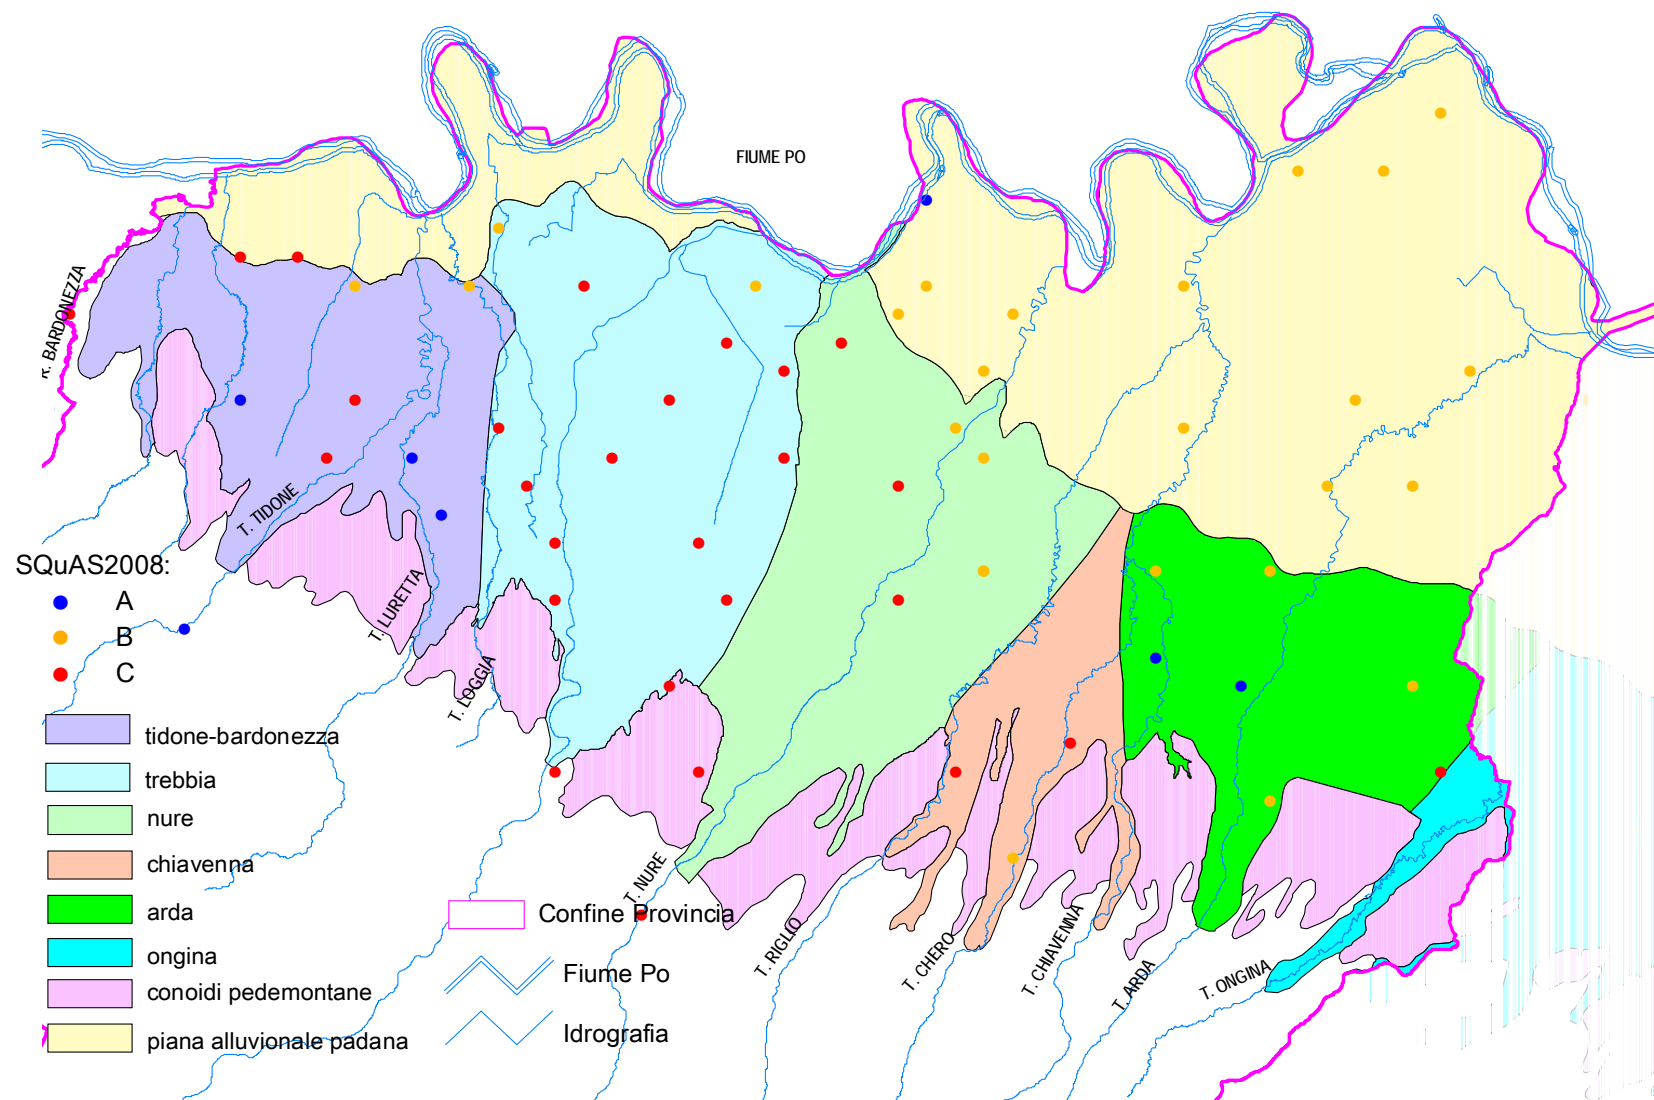 FIUME PO
R. BARDONEZZA
T. TIDONE
SQuAS2008:
A
B
C
T. LURETTA
T. LOGGIA
tidone-bardonezza
trebbia
nure
chiavenna
arda
ongina
conoidi pedemontane
piana alluvionale padana
T. NURE
Confine Provincia
Fiume Po
Idrografia
T. RIGLIO
T. CHERO
T. CHIAVENNA
T. ARDA
T. ONGINA